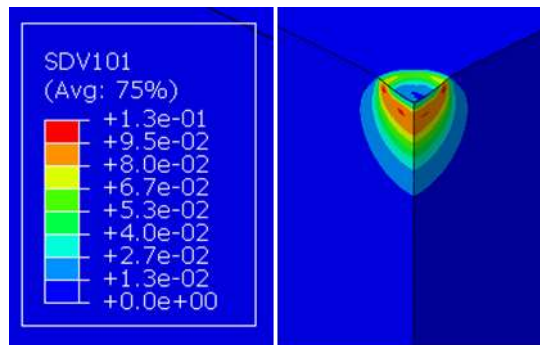 SDV101
(Avg: 75%)
+1.3e-01
+9.5e-02
+8.0e-02
+6.7e-02
+5.3e-02
+4.0e-02
+2.7e-02
+1.3e-02
+0.0e+00